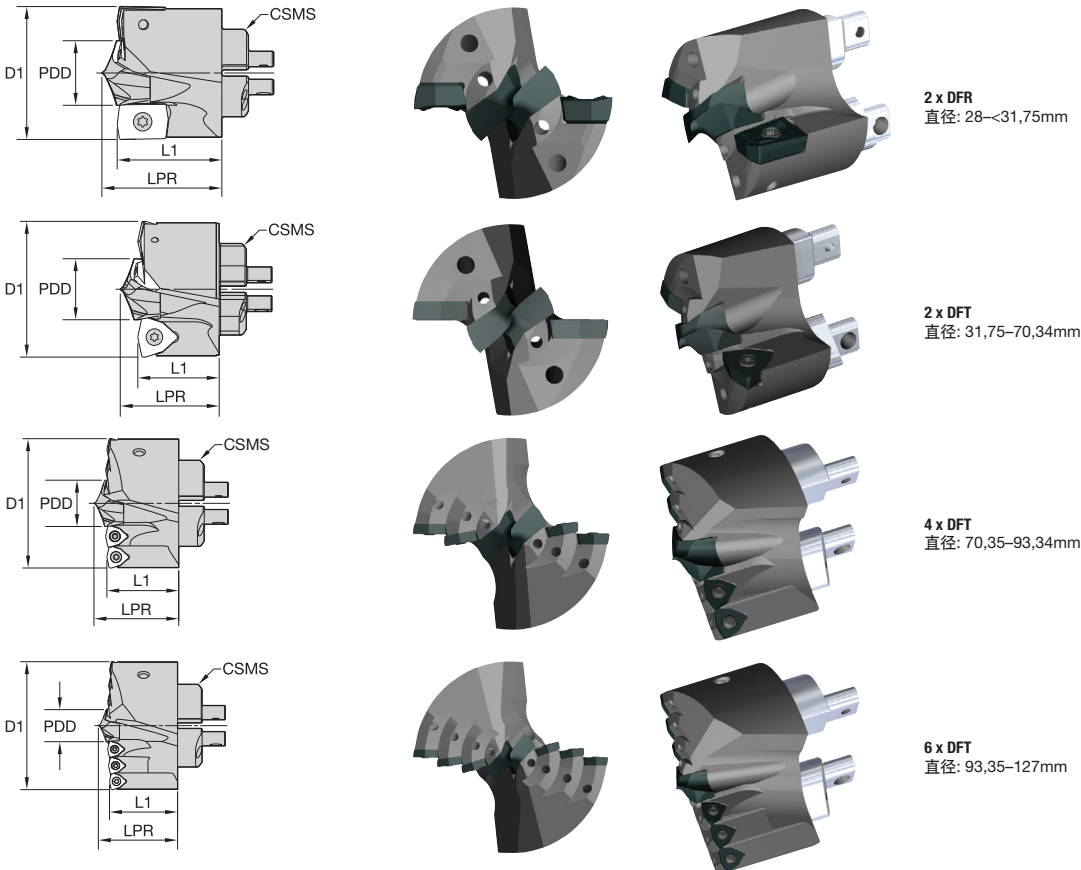 CSMS
D1
PDD
L1
LPR
2 x DFR
直径: 28–<31,75mm
CSMS
D1
PDD
L1
LPR
2 x DFT
直径: 31,75–70,34mm
CSMS
D1
PDD
L1
LPR
4 x DFT
直径: 70,35–93,34mm
CSMS
D1
PDD
L1
LPR
6 x DFT
直径: 93,35–127mm